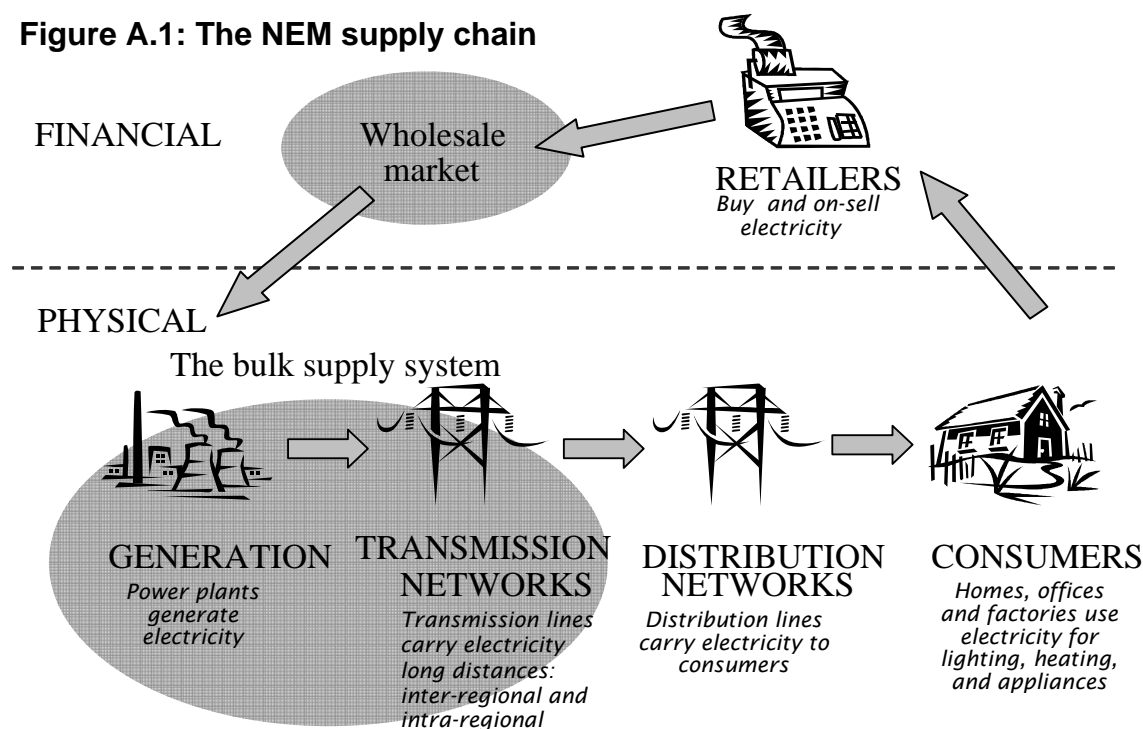 Figure A.1: The NEM supply chain
FINANCIAL
Wholesale
market
RETAILERS
Buy and on-sell
electricity
PHYSICAL
The bulk supply system
GENERATION
Power plants
generate
electricity
TRANSMISSION
NETWORKS
Transmission lines
carry electricity
long distances:
inter-regional and
intra-regional
DISTRIBUTION
NETWORKS
Distribution lines
carry electricity to
consumers
CONSUMERS
Homes, offices
and factories use
electricity for
lighting, heating,
and appliances